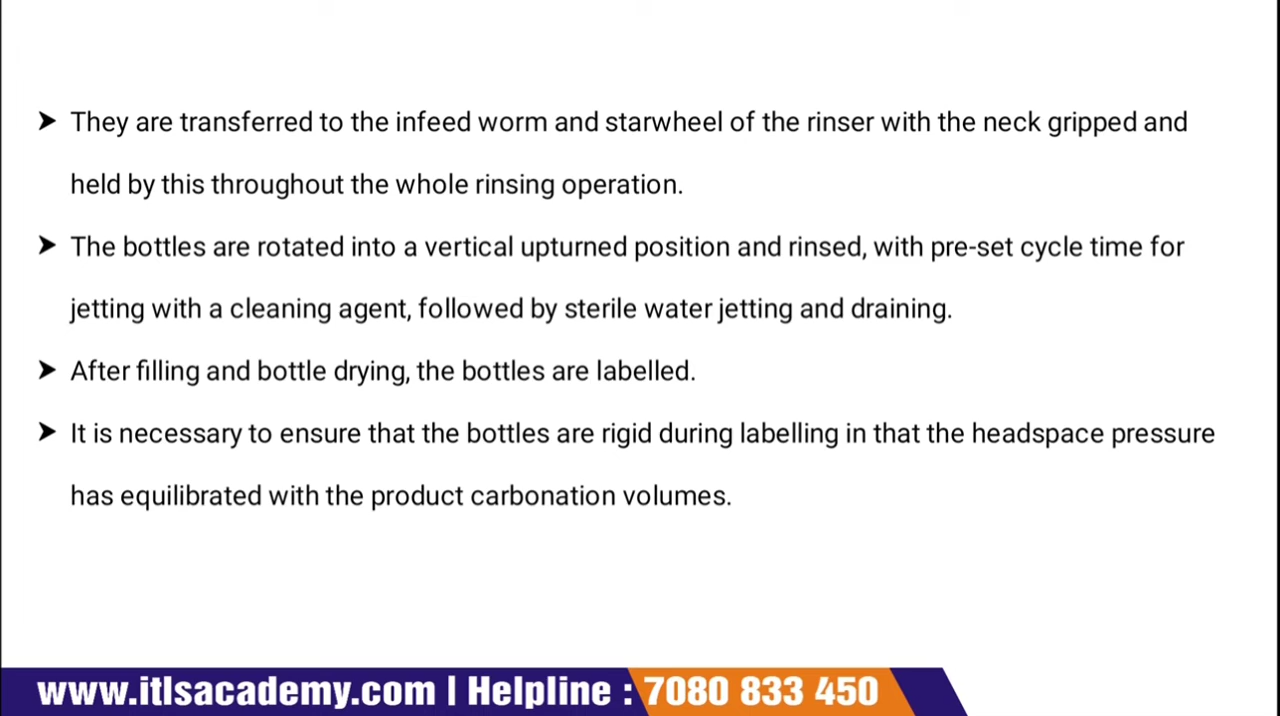 ➤ They are transferred to the infeed worm and starwheel of the rinser with the neck gripped and
held by this throughout the whole rinsing operation.
➤ The bottles are rotated into a vertical upturned position and rinsed, with pre-set cycle time for
jetting with a cleaning agent, followed by sterile water jetting and draining.
➤ After filling and bottle drying, the bottles are labelled.
➤ It is necessary to ensure that the bottles are rigid during labelling in that the headspace pressure
has equilibrated with the product carbonation volumes.
www.itlsacademy.com | Helpline : 7080 833 450